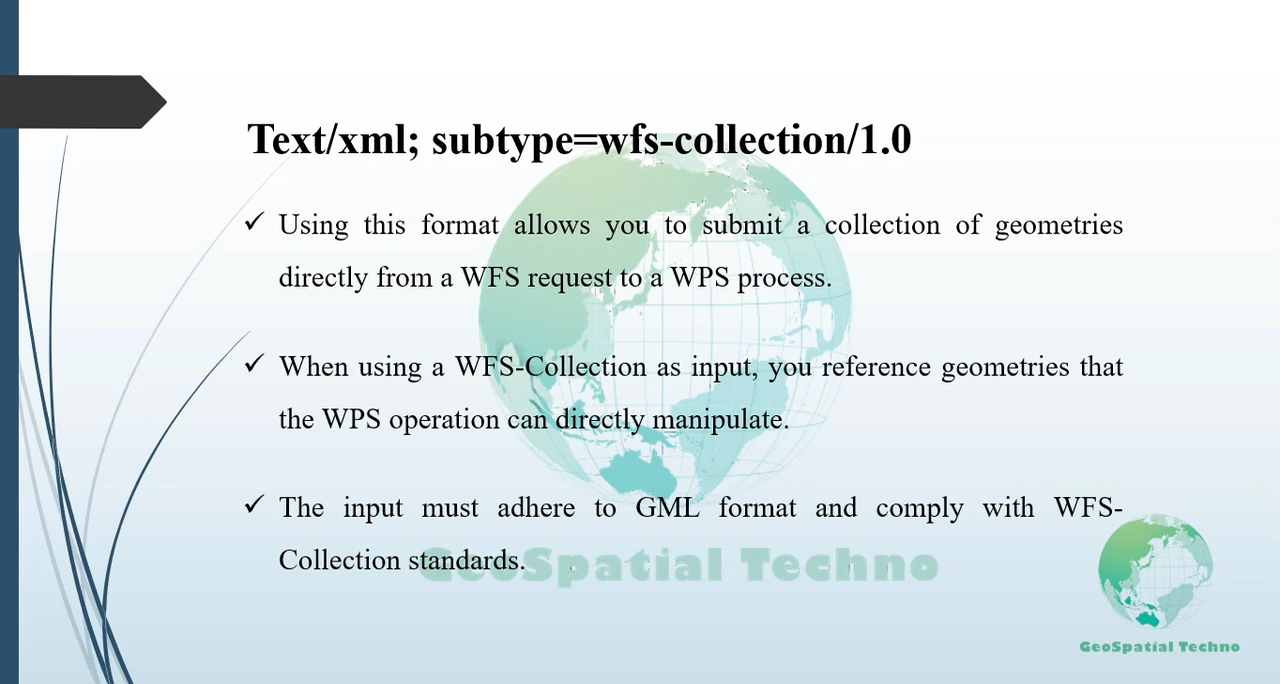 Text/xml; subtype=wfs-collection/1.0
Using this format allows you to submit a collection of geometries
directly from a WFS request to a WPS process.
When using a WFS-Collection as input, you reference geometries that
the WPS operation can directly manipulate.
The input must adhere to GML format and comply with WFS-
Collection standards.
GeoSpatial Techno
GeoSpatial Techno